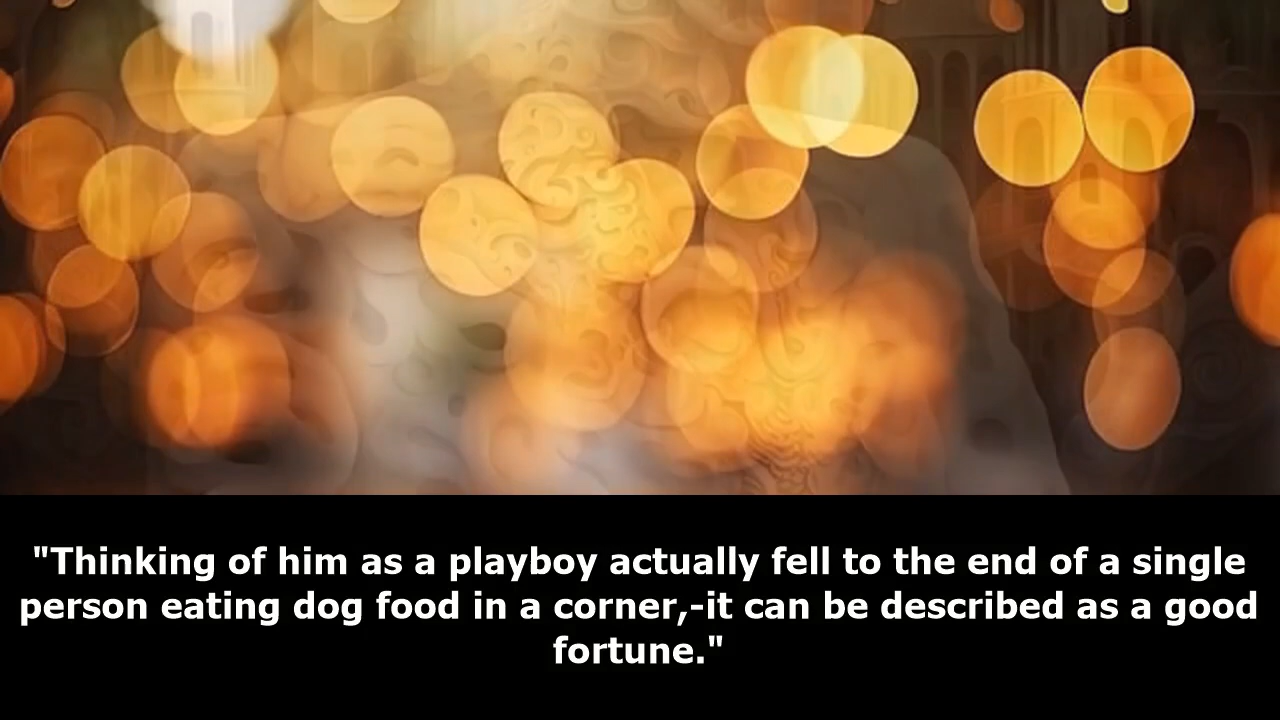 "Thinking of him as a playboy actually fell to the end of a single
person eating dog food in a corner,-it can be described as a good
fortune."